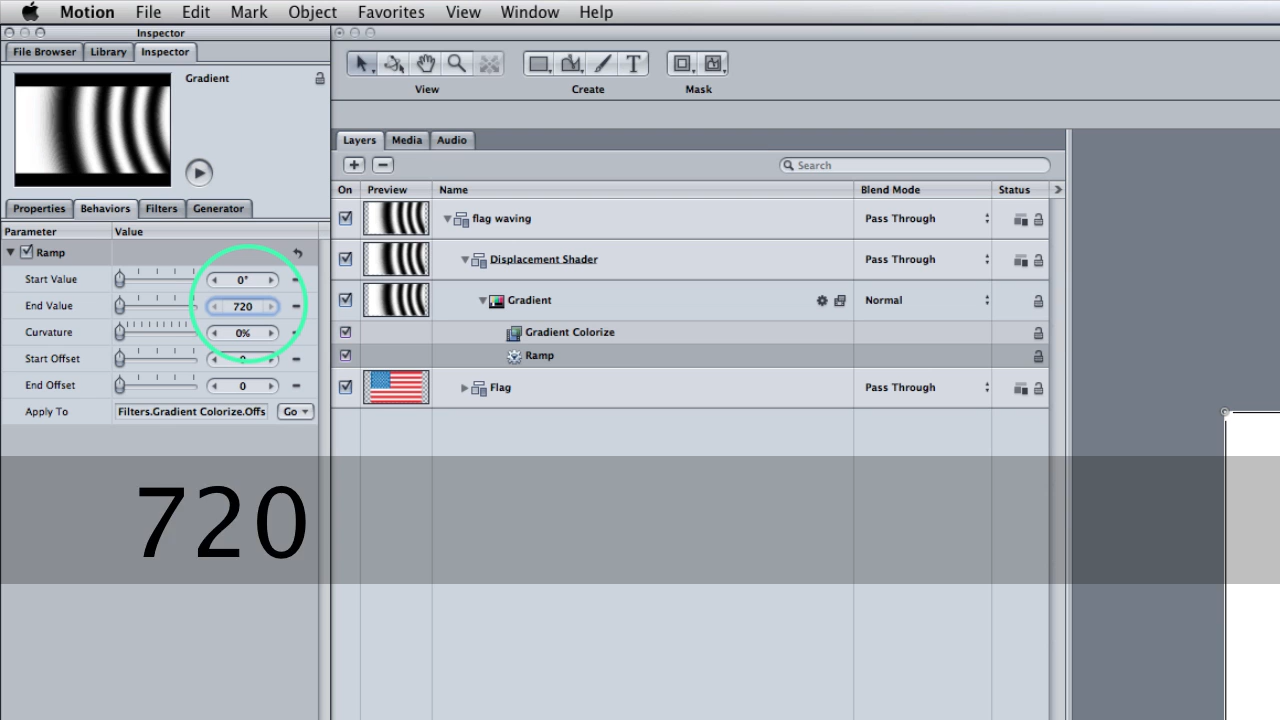 Motion File Edit Mark Object Favorites View Window Help
Inspector
File Browser Library Inspector
Gradient
View Create Mask
Layers Media Audio
Search
On Preview Name Blend Mode Status
Properties Behaviors Filters Generator
Parameter Value
flag waving Pass Through
Ramp
Displacement Shader Pass Through
Start Value 0°
End Value 720
Gradient Normal
Curvature 0%
Gradient Colorize
Start Offset 0
Ramp
End Offset 0
Flag Pass Through
Apply To Filters.Gradient Colorize.Offs Go
720